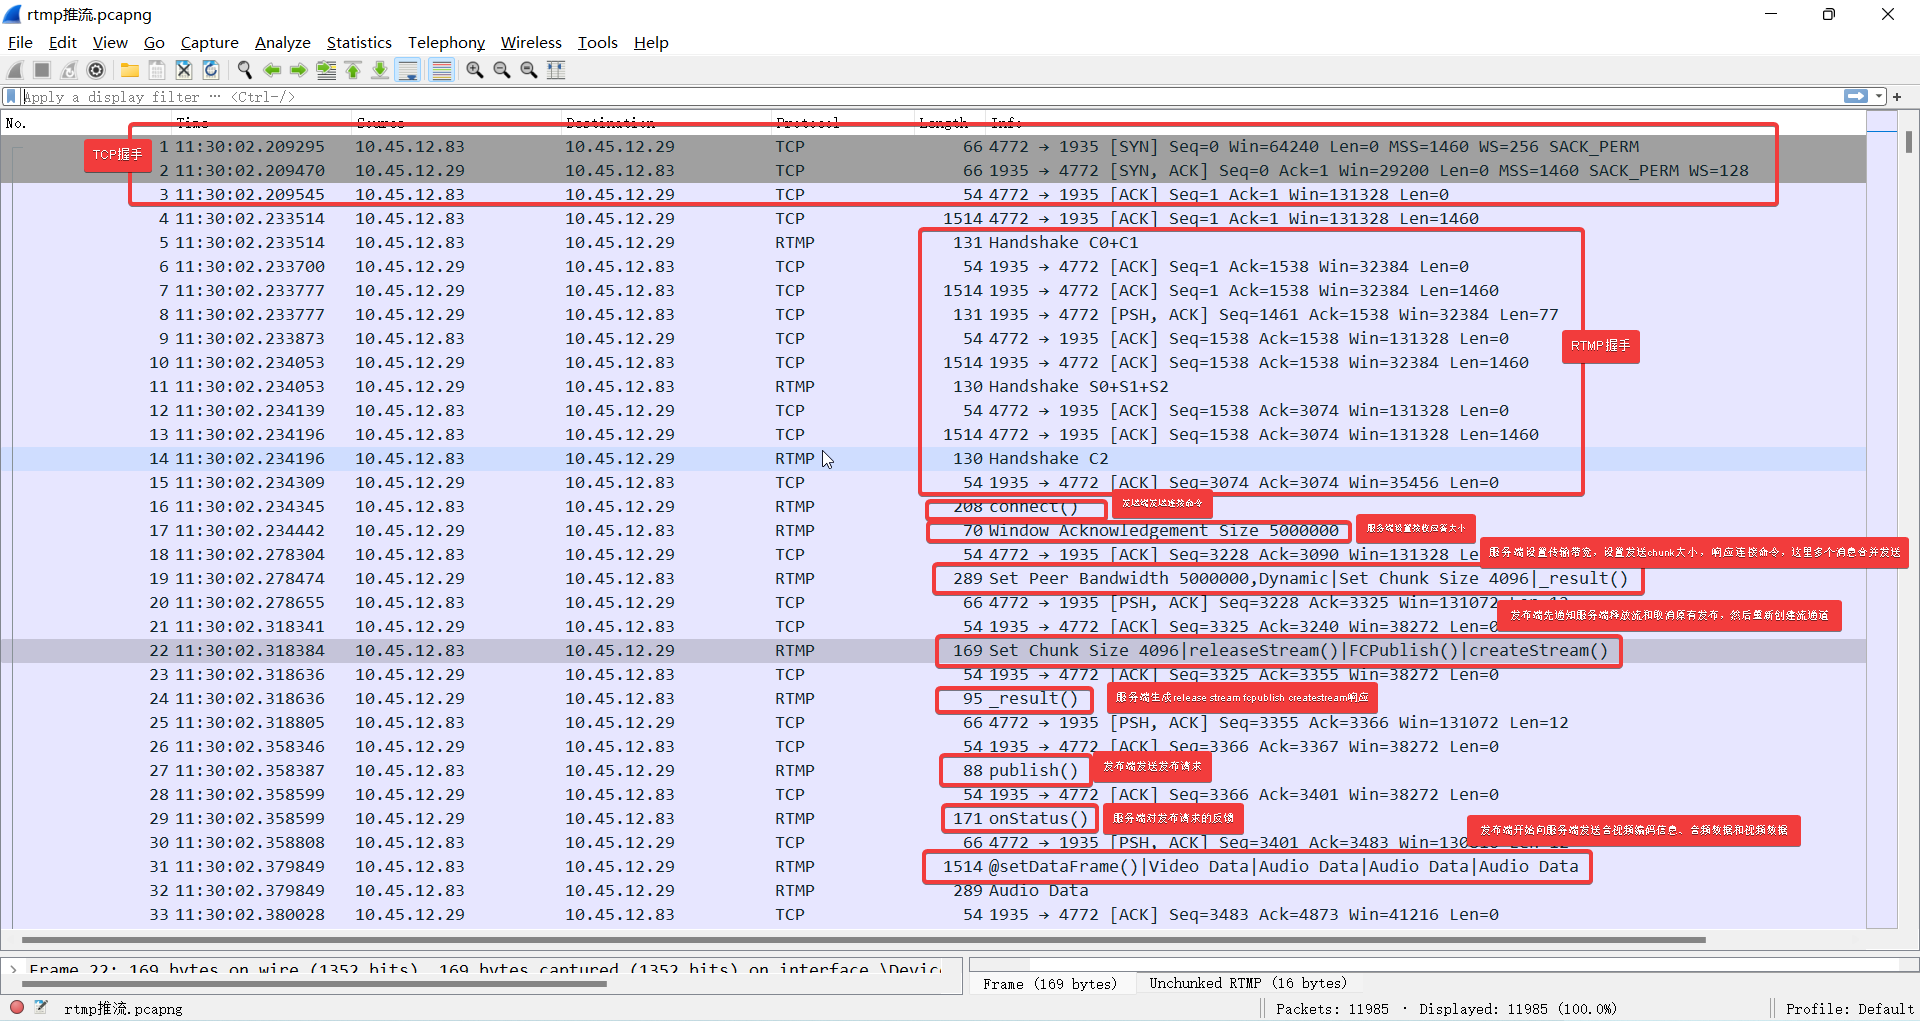 rtmp推流.pcapng
File Edit View Go Capture Analyze Statistics Telephony Wireless Tools Help
Apply a display filter ⋯ <Ctrl-/>
No. Time Source Destination Protocol Length Info
TCP握手
1 11:30:02.209295 10.45.12.83 10.45.12.29 TCP 66 4772 → 1935 [SYN] Seq=0 Win=64240 Len=0 MSS=1460 WS=256 SACK_PERM
2 11:30:02.209470 10.45.12.29 10.45.12.83 TCP 66 1935 → 4772 [SYN, ACK] Seq=0 Ack=1 Win=29200 Len=0 MSS=1460 SACK_PERM WS=128
3 11:30:02.209545 10.45.12.83 10.45.12.29 TCP 54 4772 → 1935 [ACK] Seq=1 Ack=1 Win=131328 Len=0
4 11:30:02.233514 10.45.12.83 10.45.12.29 TCP 1514 4772 → 1935 [ACK] Seq=1 Ack=1 Win=131328 Len=1460
5 11:30:02.233514 10.45.12.83 10.45.12.29 RTMP 131 Handshake C0+C1
6 11:30:02.233700 10.45.12.29 10.45.12.83 TCP 54 1935 → 4772 [ACK] Seq=1 Ack=1538 Win=32384 Len=0
7 11:30:02.233777 10.45.12.29 10.45.12.83 TCP 1514 1935 → 4772 [ACK] Seq=1 Ack=1538 Win=32384 Len=1460
8 11:30:02.233777 10.45.12.29 10.45.12.83 TCP 131 1935 → 4772 [PSH, ACK] Seq=1461 Ack=1538 Win=32384 Len=77
9 11:30:02.233873 10.45.12.83 10.45.12.29 TCP 54 4772 → 1935 [ACK] Seq=1538 Ack=1538 Win=131328 Len=0
RTMP握手
10 11:30:02.234053 10.45.12.29 10.45.12.83 TCP 1514 1935 → 4772 [ACK] Seq=1538 Ack=1538 Win=32384 Len=1460
11 11:30:02.234053 10.45.12.29 10.45.12.83 RTMP 130 Handshake S0+S1+S2
12 11:30:02.234139 10.45.12.83 10.45.12.29 TCP 54 4772 → 1935 [ACK] Seq=1538 Ack=3074 Win=131328 Len=0
13 11:30:02.234196 10.45.12.83 10.45.12.29 TCP 1514 4772 → 1935 [ACK] Seq=1538 Ack=3074 Win=131328 Len=1460
14 11:30:02.234196 10.45.12.83 10.45.12.29 RTMP 130 Handshake C2
15 11:30:02.234309 10.45.12.29 10.45.12.83 TCP 54 1935 → 4772 [ACK] Seq=3074 Ack=3074 Win=35456 Len=0
16 11:30:02.234345 10.45.12.83 10.45.12.29 RTMP 208 connect() 发送端发送连接命令
17 11:30:02.234442 10.45.12.29 10.45.12.83 RTMP 70 Window Acknowledgement Size 5000000 服务端设置接收应答大小
18 11:30:02.278304 10.45.12.83 10.45.12.29 TCP 54 4772 → 1935 [ACK] Seq=3228 Ack=3090 Win=131328 Le
服务端设置传输带宽，设置发送chunk大小，响应连接命令，这里多个消息合并发送
19 11:30:02.278474 10.45.12.29 10.45.12.83 RTMP 289 Set Peer Bandwidth 5000000,Dynamic|Set Chunk Size 4096|_result()
20 11:30:02.278655 10.45.12.83 10.45.12.29 TCP 66 4772 → 1935 [PSH, ACK] Seq=3228 Ack=3325 Win=131072 Len=12
发布端先通知服务端释放流和取消原有发布，然后重新创建流通道
21 11:30:02.318341 10.45.12.29 10.45.12.83 TCP 54 1935 → 4772 [ACK] Seq=3325 Ack=3240 Win=38272 Len=0
22 11:30:02.318384 10.45.12.83 10.45.12.29 RTMP 169 Set Chunk Size 4096|releaseStream()|FCPublish()|createStream()
23 11:30:02.318636 10.45.12.29 10.45.12.83 TCP 54 1935 → 4772 [ACK] Seq=3325 Ack=3355 Win=38272 Len=0
24 11:30:02.318636 10.45.12.29 10.45.12.83 RTMP 95 _result() 服务端生成release stream fcpublish createstream响应
25 11:30:02.318805 10.45.12.83 10.45.12.29 TCP 66 4772 → 1935 [PSH, ACK] Seq=3355 Ack=3366 Win=131072 Len=12
26 11:30:02.358346 10.45.12.29 10.45.12.83 TCP 54 1935 → 4772 [ACK] Seq=3366 Ack=3367 Win=38272 Len=0
27 11:30:02.358387 10.45.12.83 10.45.12.29 RTMP 88 publish() 发布端发送发布请求
28 11:30:02.358599 10.45.12.29 10.45.12.83 TCP 54 1935 → 4772 [ACK] Seq=3366 Ack=3401 Win=38272 Len=0
29 11:30:02.358599 10.45.12.29 10.45.12.83 RTMP 171 onStatus() 服务端对发布请求的反馈
发布端开始向服务端发送音视频编码信息、音频数据和视频数据
30 11:30:02.358808 10.45.12.83 10.45.12.29 TCP 66 4772 → 1935 [PSH, ACK] Seq=3401 Ack=3483 Win=130816 Len=12
31 11:30:02.379849 10.45.12.83 10.45.12.29 RTMP 1514 @setDataFrame()|Video Data|Audio Data|Audio Data|Audio Data
32 11:30:02.379849 10.45.12.83 10.45.12.29 RTMP 289 Audio Data
33 11:30:02.380028 10.45.12.29 10.45.12.83 TCP 54 1935 → 4772 [ACK] Seq=3483 Ack=4873 Win=41216 Len=0
Frame 22: 169 bytes on wire (1352 bits), 169 bytes captured (1352 bits) on interface \Devic
Frame (169 bytes) Unchunked RTMP (16 bytes)
rtmp推流.pcapng Packets: 11985 · Displayed: 11985 (100.0%) Profile: Default